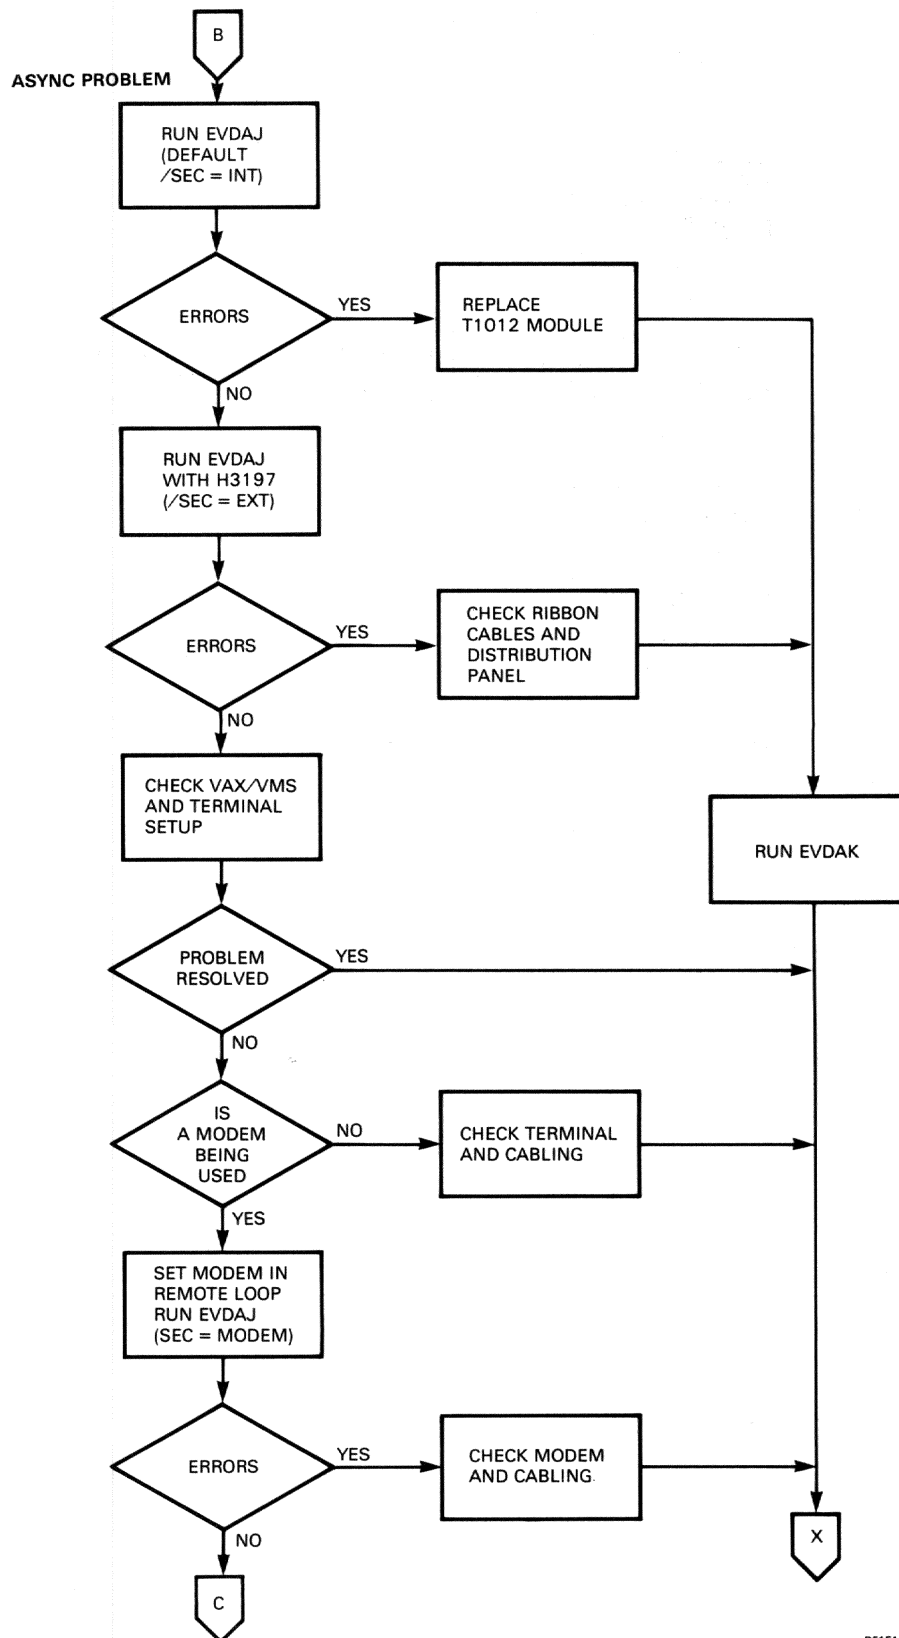 B
ASYNC PROBLEM
RUN EVDAJ
(DEFAULT
/SEC = INT)
ERRORS
YES
REPLACE
T1012 MODULE
NO
RUN EVDAJ
WITH H3197
(/SEC = EXT)
ERRORS
YES
CHECK RIBBON
CABLES AND
DISTRIBUTION
PANEL
NO
CHECK VAX/VMS
AND TERMINAL
SETUP
RUN EVDAK
PROBLEM
RESOLVED
YES
NO
IS
A MODEM
BEING
USED
NO
CHECK TERMINAL
AND CABLING
YES
SET MODEM IN
REMOTE LOOP
RUN EVDAJ
(SEC = MODEM)
ERRORS
YES
CHECK MODEM
AND CABLING.
NO
X
C